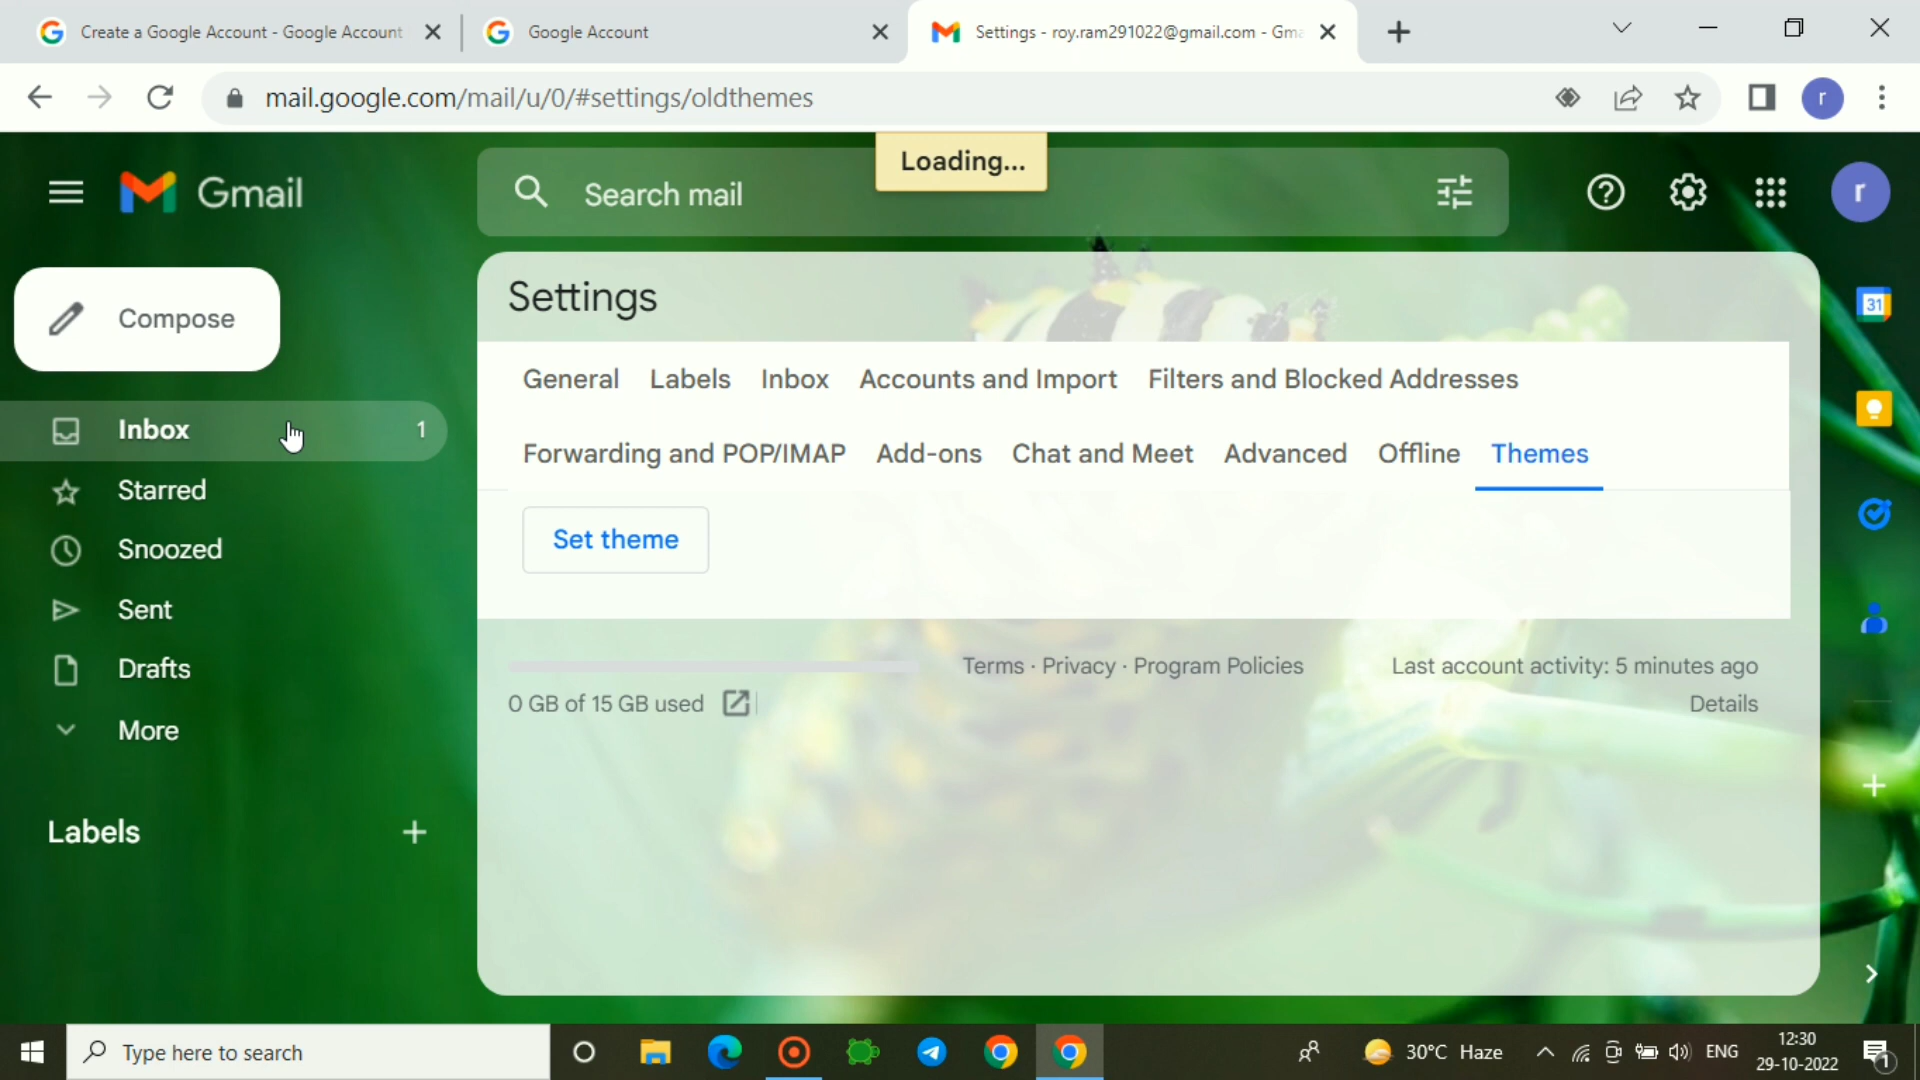 Create a Google Account - Google Account
Google Account
Settings - roy.ram291022@gmail.com - Gma
mail.google.com/mail/u/0/#settings/oldthemes
r
Loading...
Gmail
Search mail
r
Compose
Settings
31
General Labels Inbox Accounts and Import Filters and Blocked Addresses
Inbox 1
Forwarding and POP/IMAP Add-ons Chat and Meet Advanced Offline Themes
Starred
Set theme
Snoozed
Sent
Drafts
Terms · Privacy · Program Policies
Last account activity: 5 minutes ago
0 GB of 15 GB used
Details
More
Labels
Type here to search
30°C Haze
ENG
12:30
29-10-2022
1